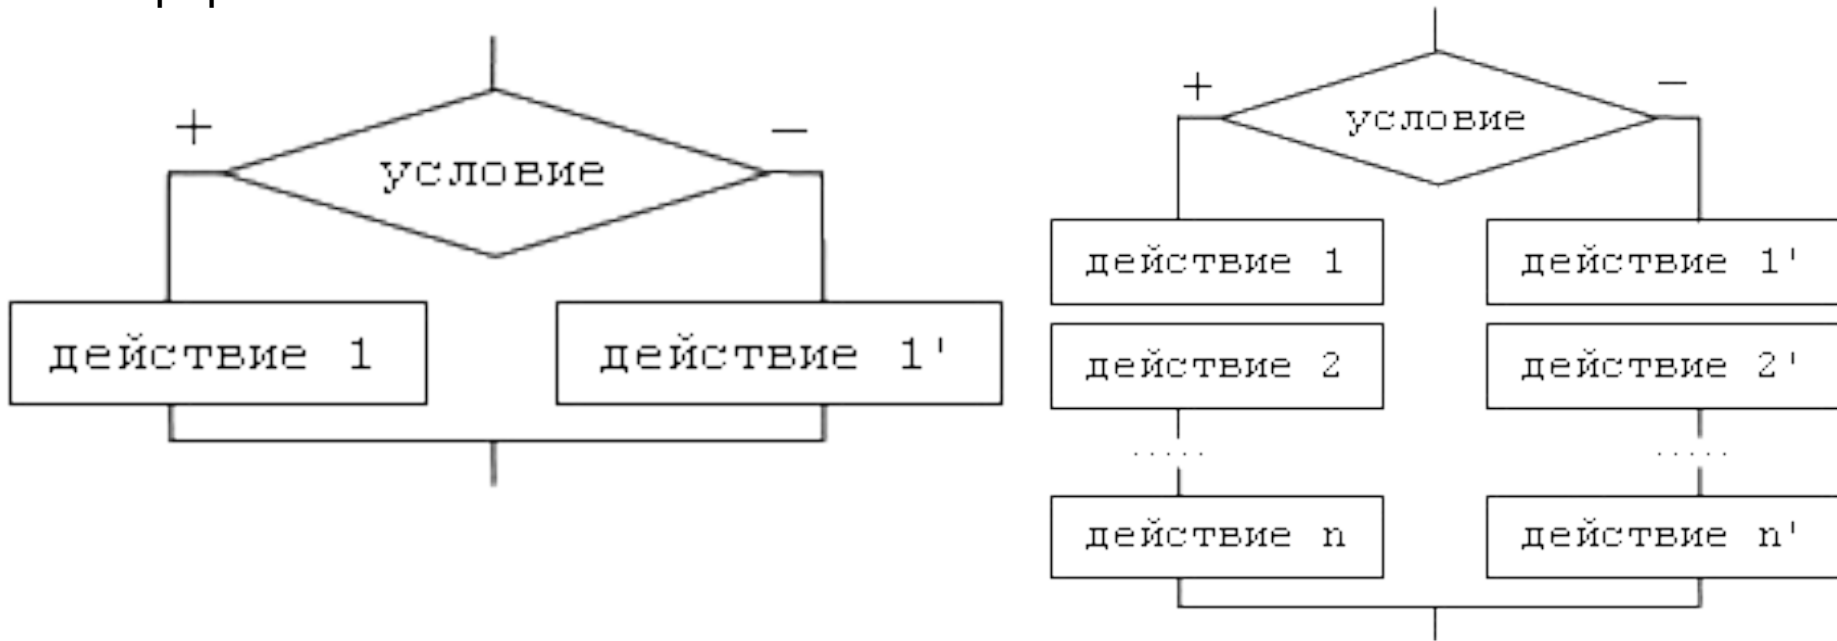 +
−
условие
действие 1
действие 1'
+
−
условие
действие 1
действие 1'
действие 2
действие 2'
.....
.....
действие n
действие n'